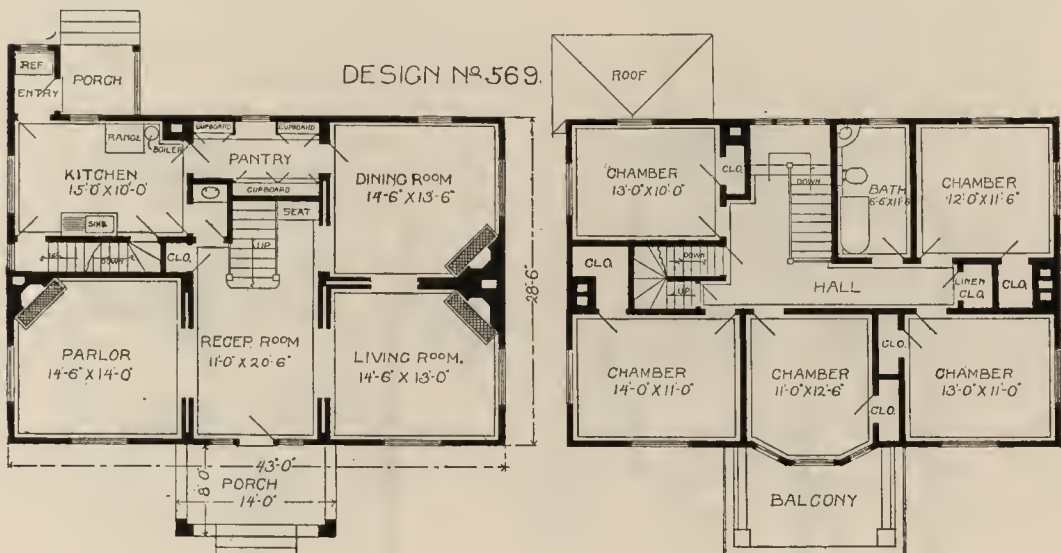 DESIGN Nº 569.
REF.
ENTRY
PORCH
RANGE
BOILER
CUPBOARD
CUPBOARD
PANTRY
CUPBOARD
KITCHEN
15'-0" X 10'-0"
SINK
DINING ROOM
14'-6" X 13'-6"
SEAT
UP
UP
DOWN
CLO.
PARLOR
14'-6" X 14'-0"
RECEP. ROOM
11'-0" X 20'-6"
LIVING ROOM.
14'-6" X 13'-0"
28'-6"
43'-0"
8'-0"
PORCH
14'-0"
ROOF
CHAMBER
13'-0" X 10'-0"
CLO.
DOWN
BATH
6'-6" X 11'-6"
CHAMBER
12'-0" X 11'-6"
CLO.
DOWN
UP
HALL
LINEN
CLO.
CLO.
CHAMBER
14'-0" X 11'-0"
CHAMBER
11'-0" X 12'-6"
CLO.
CLO.
CHAMBER
13'-0" X 11'-0"
BALCONY